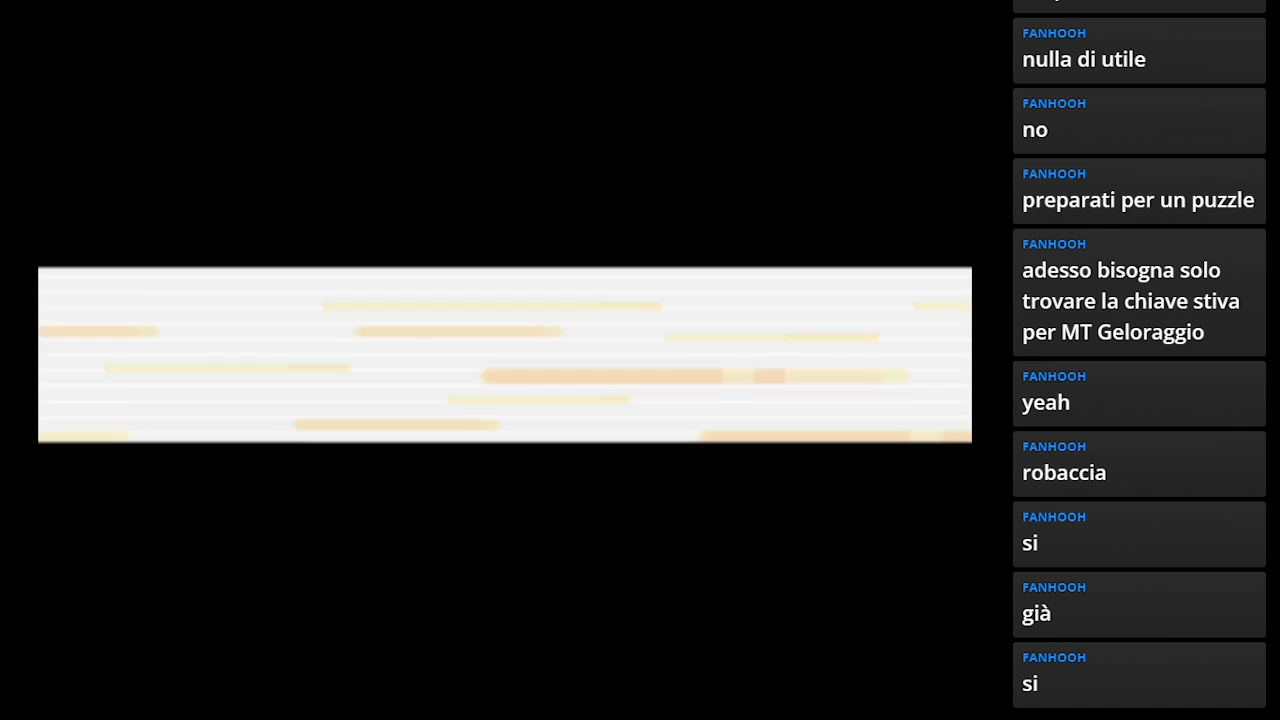 FANHOOH
nulla di utile
FANHOOH
no
FANHOOH
preparati per un puzzle
FANHOOH
adesso bisogna solo
trovare la chiave stiva
per MT Geloraggio
FANHOOH
yeah
FANHOOH
robaccia
FANHOOH
si
FANHOOH
già
FANHOOH
si